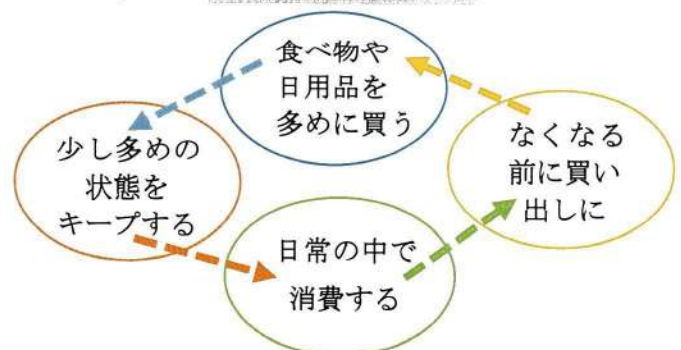 食べ物や
日用品を
多めに買う
少し多めの
状態を
キープする
日常の中で
消費する
なくなる
前に買い
出しに